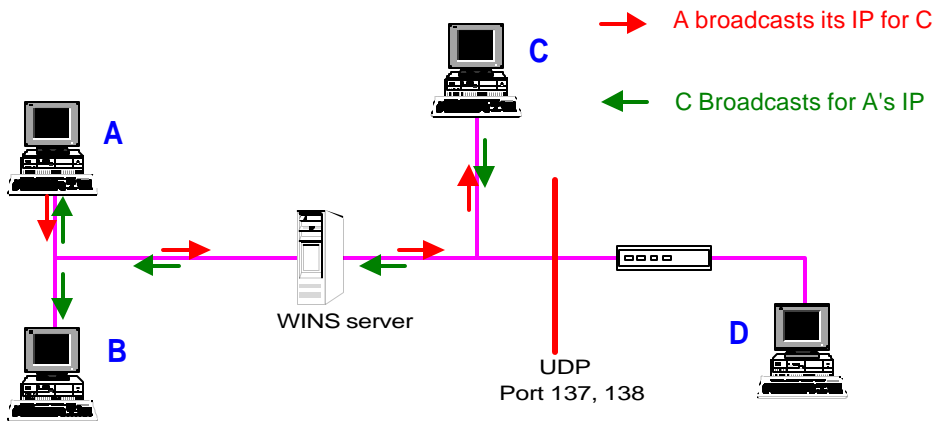 A broadcasts its IP for C
C
C Broadcasts for A's IP
A
WINS server
B
D
UDP
Port 137, 138